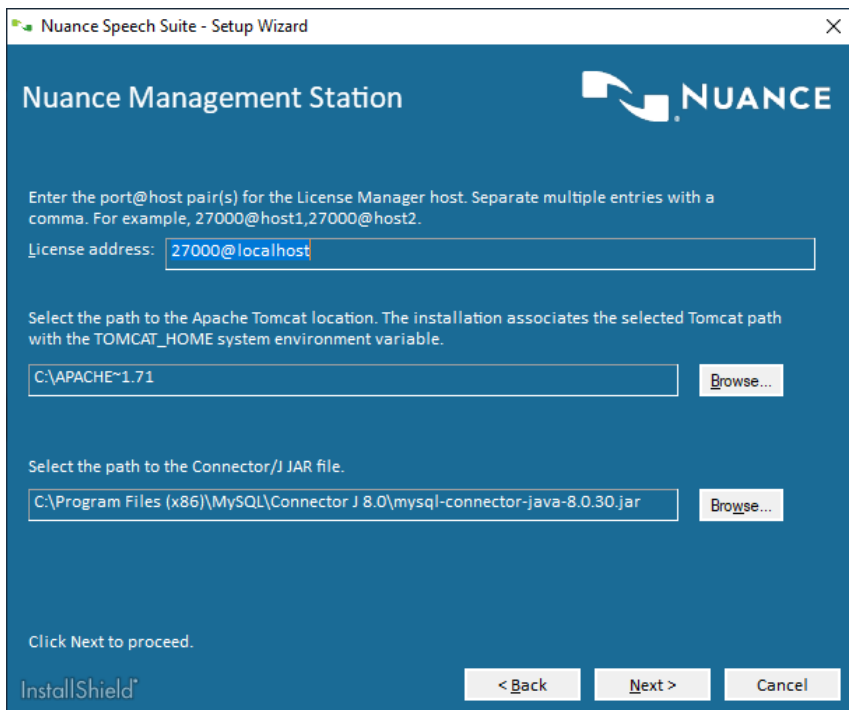 Nuance Speech Suite - Setup Wizard
Nuance Management Station
NUANCE
Enter the port@host pair(s) for the License Manager host. Separate multiple entries with a
comma. For example, 27000@host1,27000@host2.
License address: 27000@localhost
Select the path to the Apache Tomcat location. The installation associates the selected Tomcat path
with the TOMCAT_HOME system environment variable.
C:\APACHE~1.71 Browse...
Select the path to the Connector/J JAR file.
C:\Program Files (x86)\MySQL\Connector J 8.0\mysql-connector-java-8.0.30.jar Browse...
Click Next to proceed.
InstallShield
< Back Next > Cancel